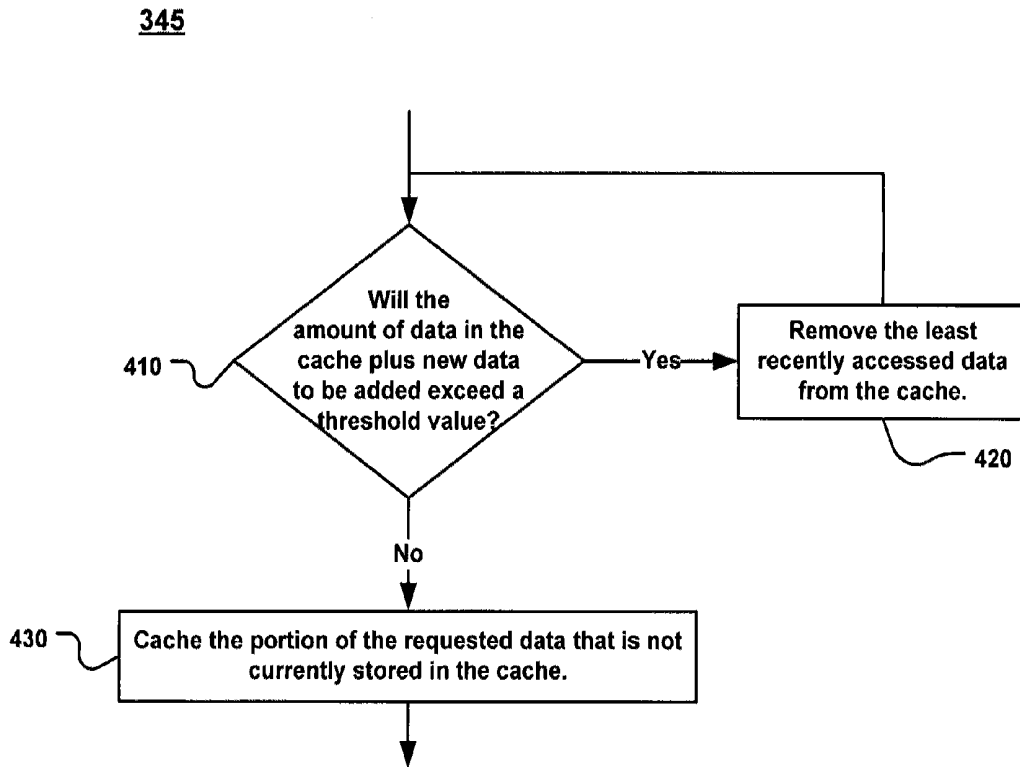 345
Will the
amount of data in the
cache plus new data
to be added exceed a
threshold value?
410
Yes
Remove the least
recently accessed data
from the cache.
420
No
430
Cache the portion of the requested data that is not
currently stored in the cache.